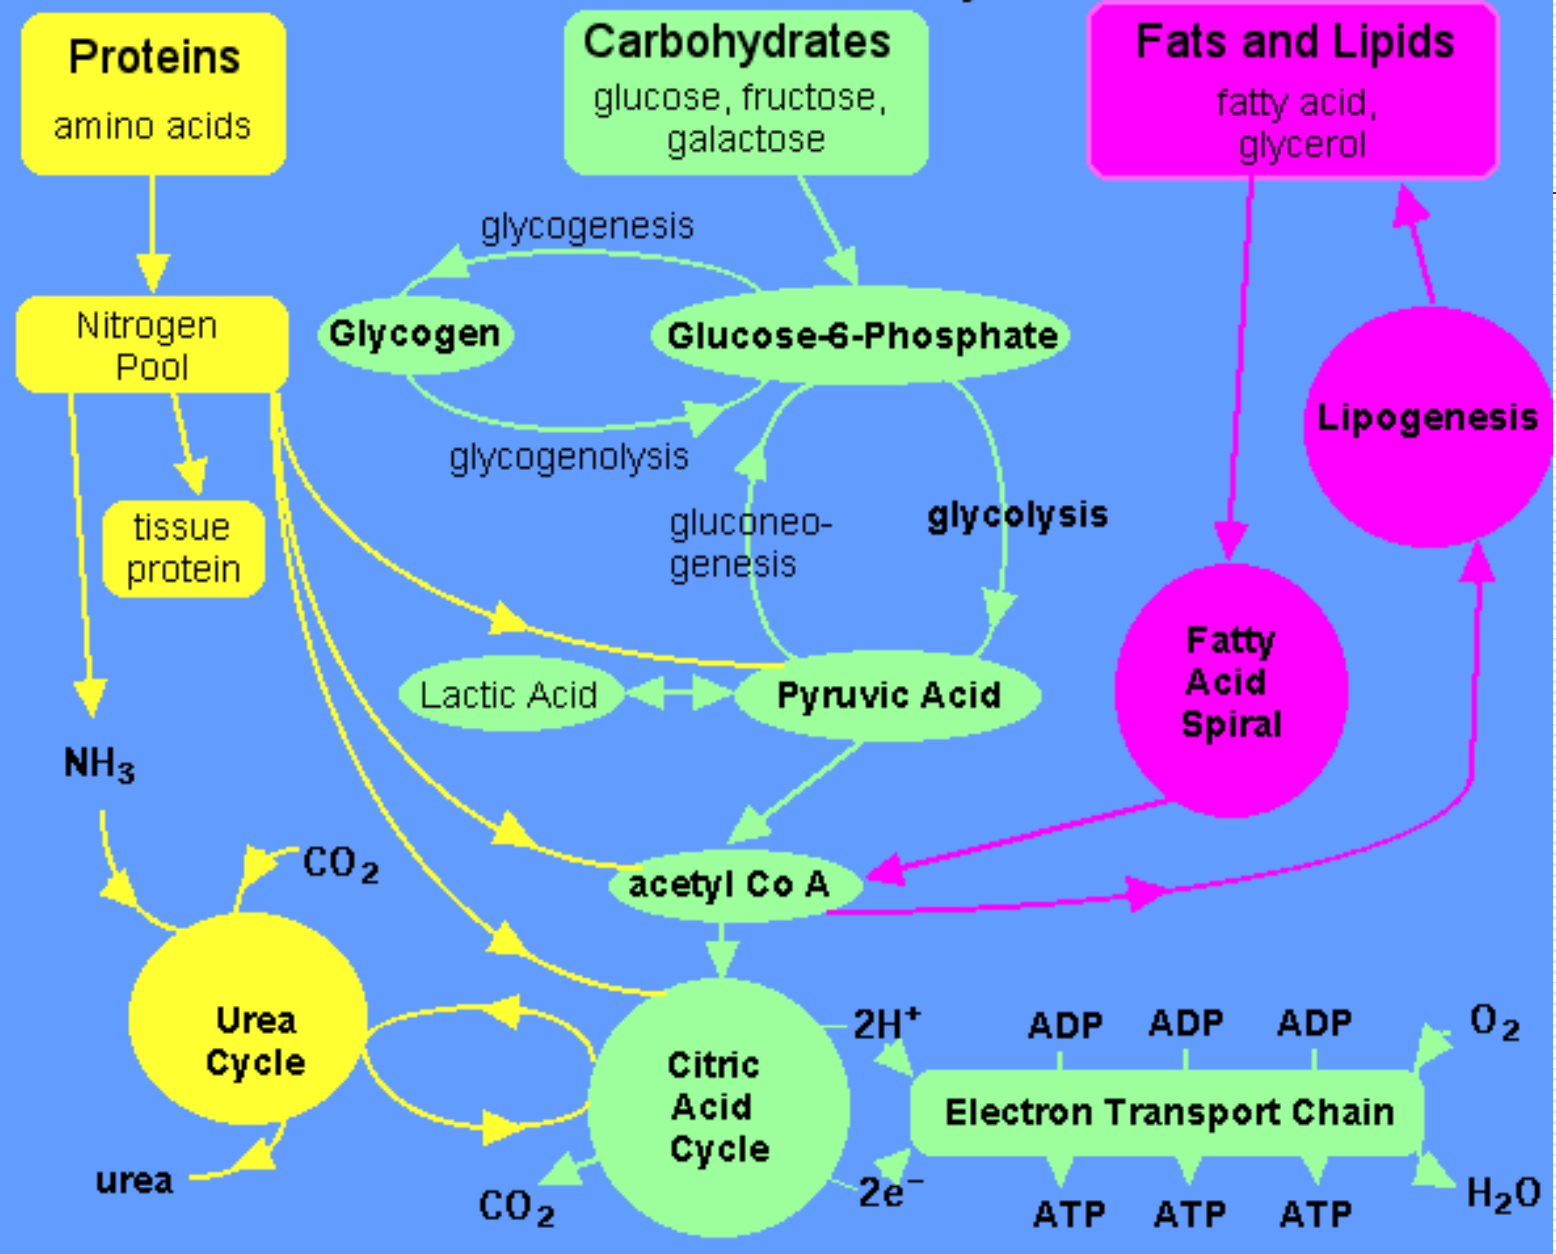 Proteins
amino acids
Carbohydrates
glucose, fructose,
galactose
Fats and Lipids
fatty acid,
glycerol
glycogenesis
Nitrogen
Pool
Glycogen
Glucose-6-Phosphate
Lipogenesis
glycogenolysis
tissue
protein
gluconeo-
genesis
glycolysis
Fatty
Acid
Spiral
Lactic Acid
Pyruvic Acid
NH₃
CO₂
acetyl Co A
Urea
Cycle
urea
Citric
Acid
Cycle
CO₂
2H⁺
2e⁻
ADP
ADP
ADP
O₂
Electron Transport Chain
ATP
ATP
ATP
H₂O